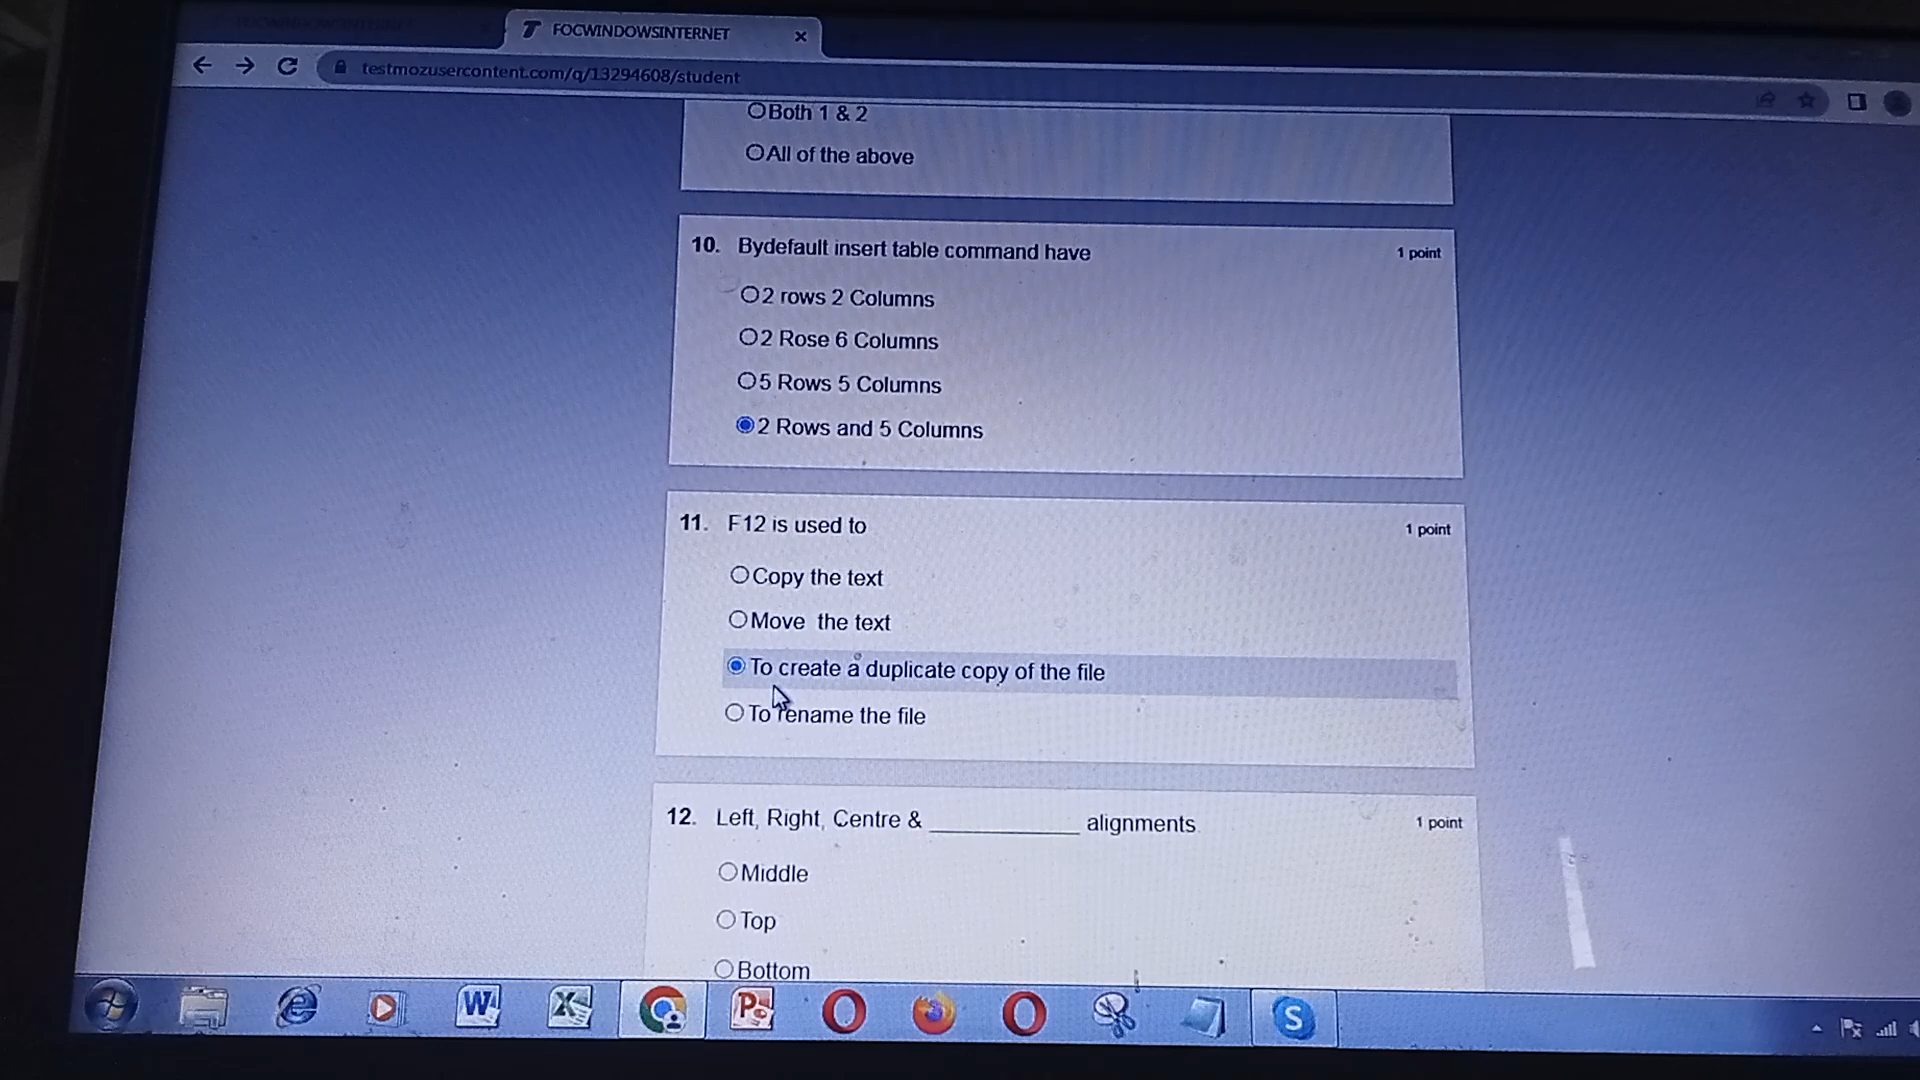 FOCWINDOWSINTERNET
testmozusercontent.com/q/13294608/student
Both 1 & 2
All of the above
10. Bydefault insert table command have 1 point
2 rows 2 Columns
2 Rose 6 Columns
5 Rows 5 Columns
2 Rows and 5 Columns
11. F12 is used to 1 point
Copy the text
Move the text
To create a duplicate copy of the file
To rename the file
12. Left, Right, Centre & ____________ alignments 1 point
Middle
Top
Bottom